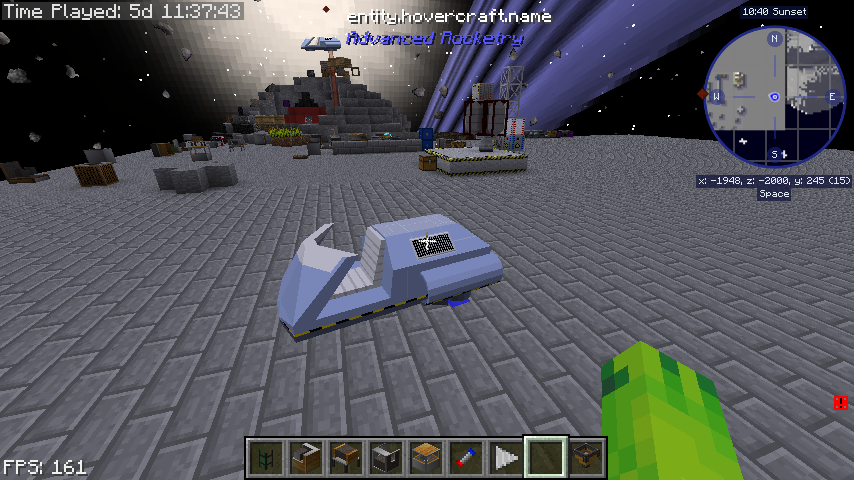 Time Played: 5d 11:37:43
entity.hovercraft.name
Advanced Rocketry
10:40 Sunset
N
W
E
S
x: -1948, z: -2000, y: 245 (15)
Space
!
FPS: 161